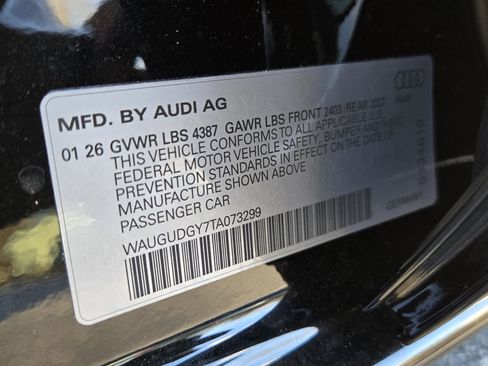 MFD. BY AUDI AG
01 26 GVWR LBS 4387 GAWR LBS FRONT 2403 /REAR
THIS VEHICLE CONFORMS TO ALL APPLICABLE U.S.
FEDERAL MOTOR VEHICLE SAFETY, BUMPER AND THEFT
PREVENTION STANDARDS IN EFFECT ON THE DATE OF
MANUFACTURE SHOWN ABOVE
PASSENGER CAR
WAUGUDGY7TA073299
Audi
GERMANY